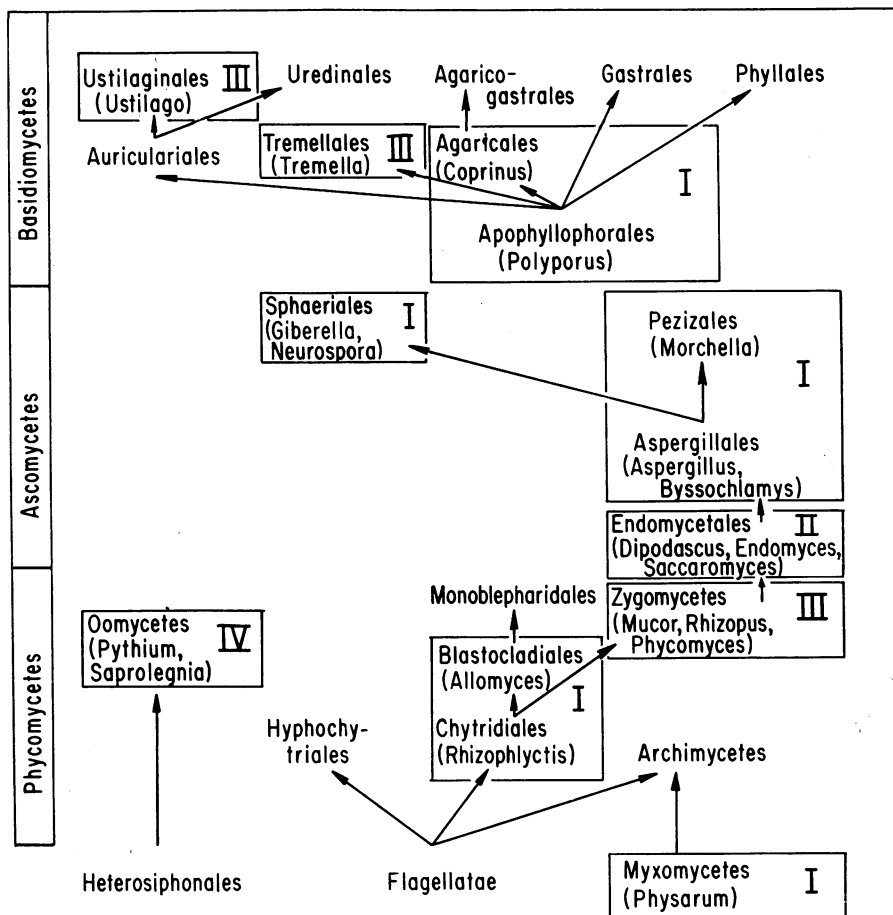 Basidiomycetes
Ustilaginales III
(Ustilago)
Uredinales
Agarico-
gastrales
Gastrales
Phyllales
Auriculariales
Tremellales III
(Tremella)
Agaricales
(Coprinus)
I
Apophyllophorales
(Polyporus)
Ascomycetes
Sphaeriales I
(Giberella,
Neurospora)
Pezizales
(Morchella)
I
Aspergillales
(Aspergillus,
Byssochlamys)
Endomycetales II
(Dipodascus, Endomyces,
Saccaromyces)
Phycomycetes
Oomycetes IV
(Pythium,
Saprolegnia)
Monoblepharidales
Zygomycetes III
(Mucor, Rhizopus,
Phycomyces)
Blastocladiales
(Allomyces)
I
Chytridiales
(Rhizophlyctis)
Hyphochy-
triales
Archimycetes
Heterosiphonales
Flagellatae
Myxomycetes I
(Physarum)